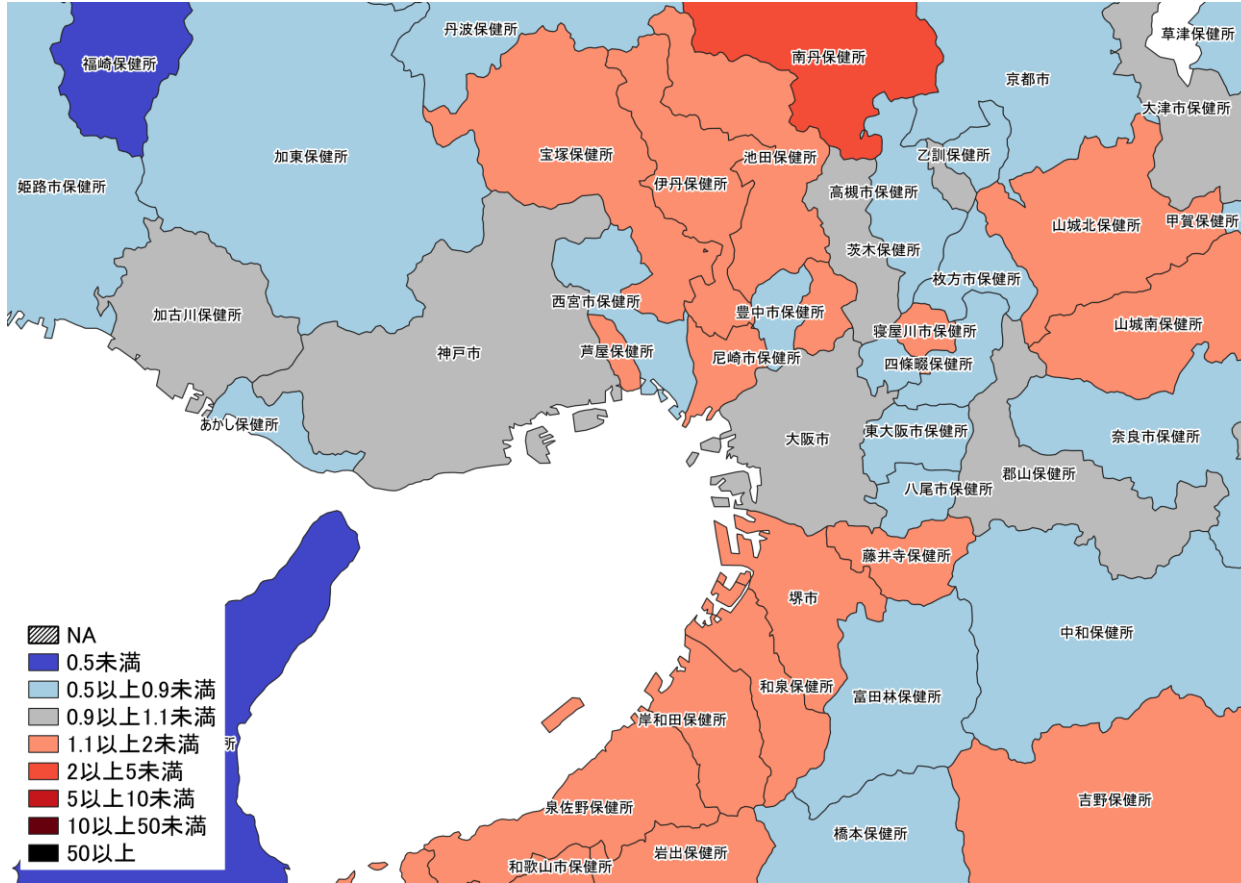 丹波保健所
草津保健所
福崎保健所
南丹保健所
京都市
大津市保健所
加東保健所
宝塚保健所
池田保健所
乙訓保健所
伊丹保健所
高槻市保健所
姫路市保健所
山城北保健所
甲賀保健所
茨木保健所
枚方市保健所
西宮市保健所
豊中市保健所
加古川保健所
寝屋川市保健所
山城南保健所
神戸市
芦屋保健所
尼崎市保健所
四條畷保健所
あかし保健所
大阪市
東大阪市保健所
奈良市保健所
郡山保健所
八尾市保健所
藤井寺保健所
堺市
中和保健所
和泉保健所
富田林保健所
岸和田保健所
泉佐野保健所
吉野保健所
橋本保健所
岩出保健所
和歌山市保健所
所
NA
0.5未満
0.5以上0.9未満
0.9以上1.1未満
1.1以上2未満
2以上5未満
5以上10未満
10以上50未満
50以上